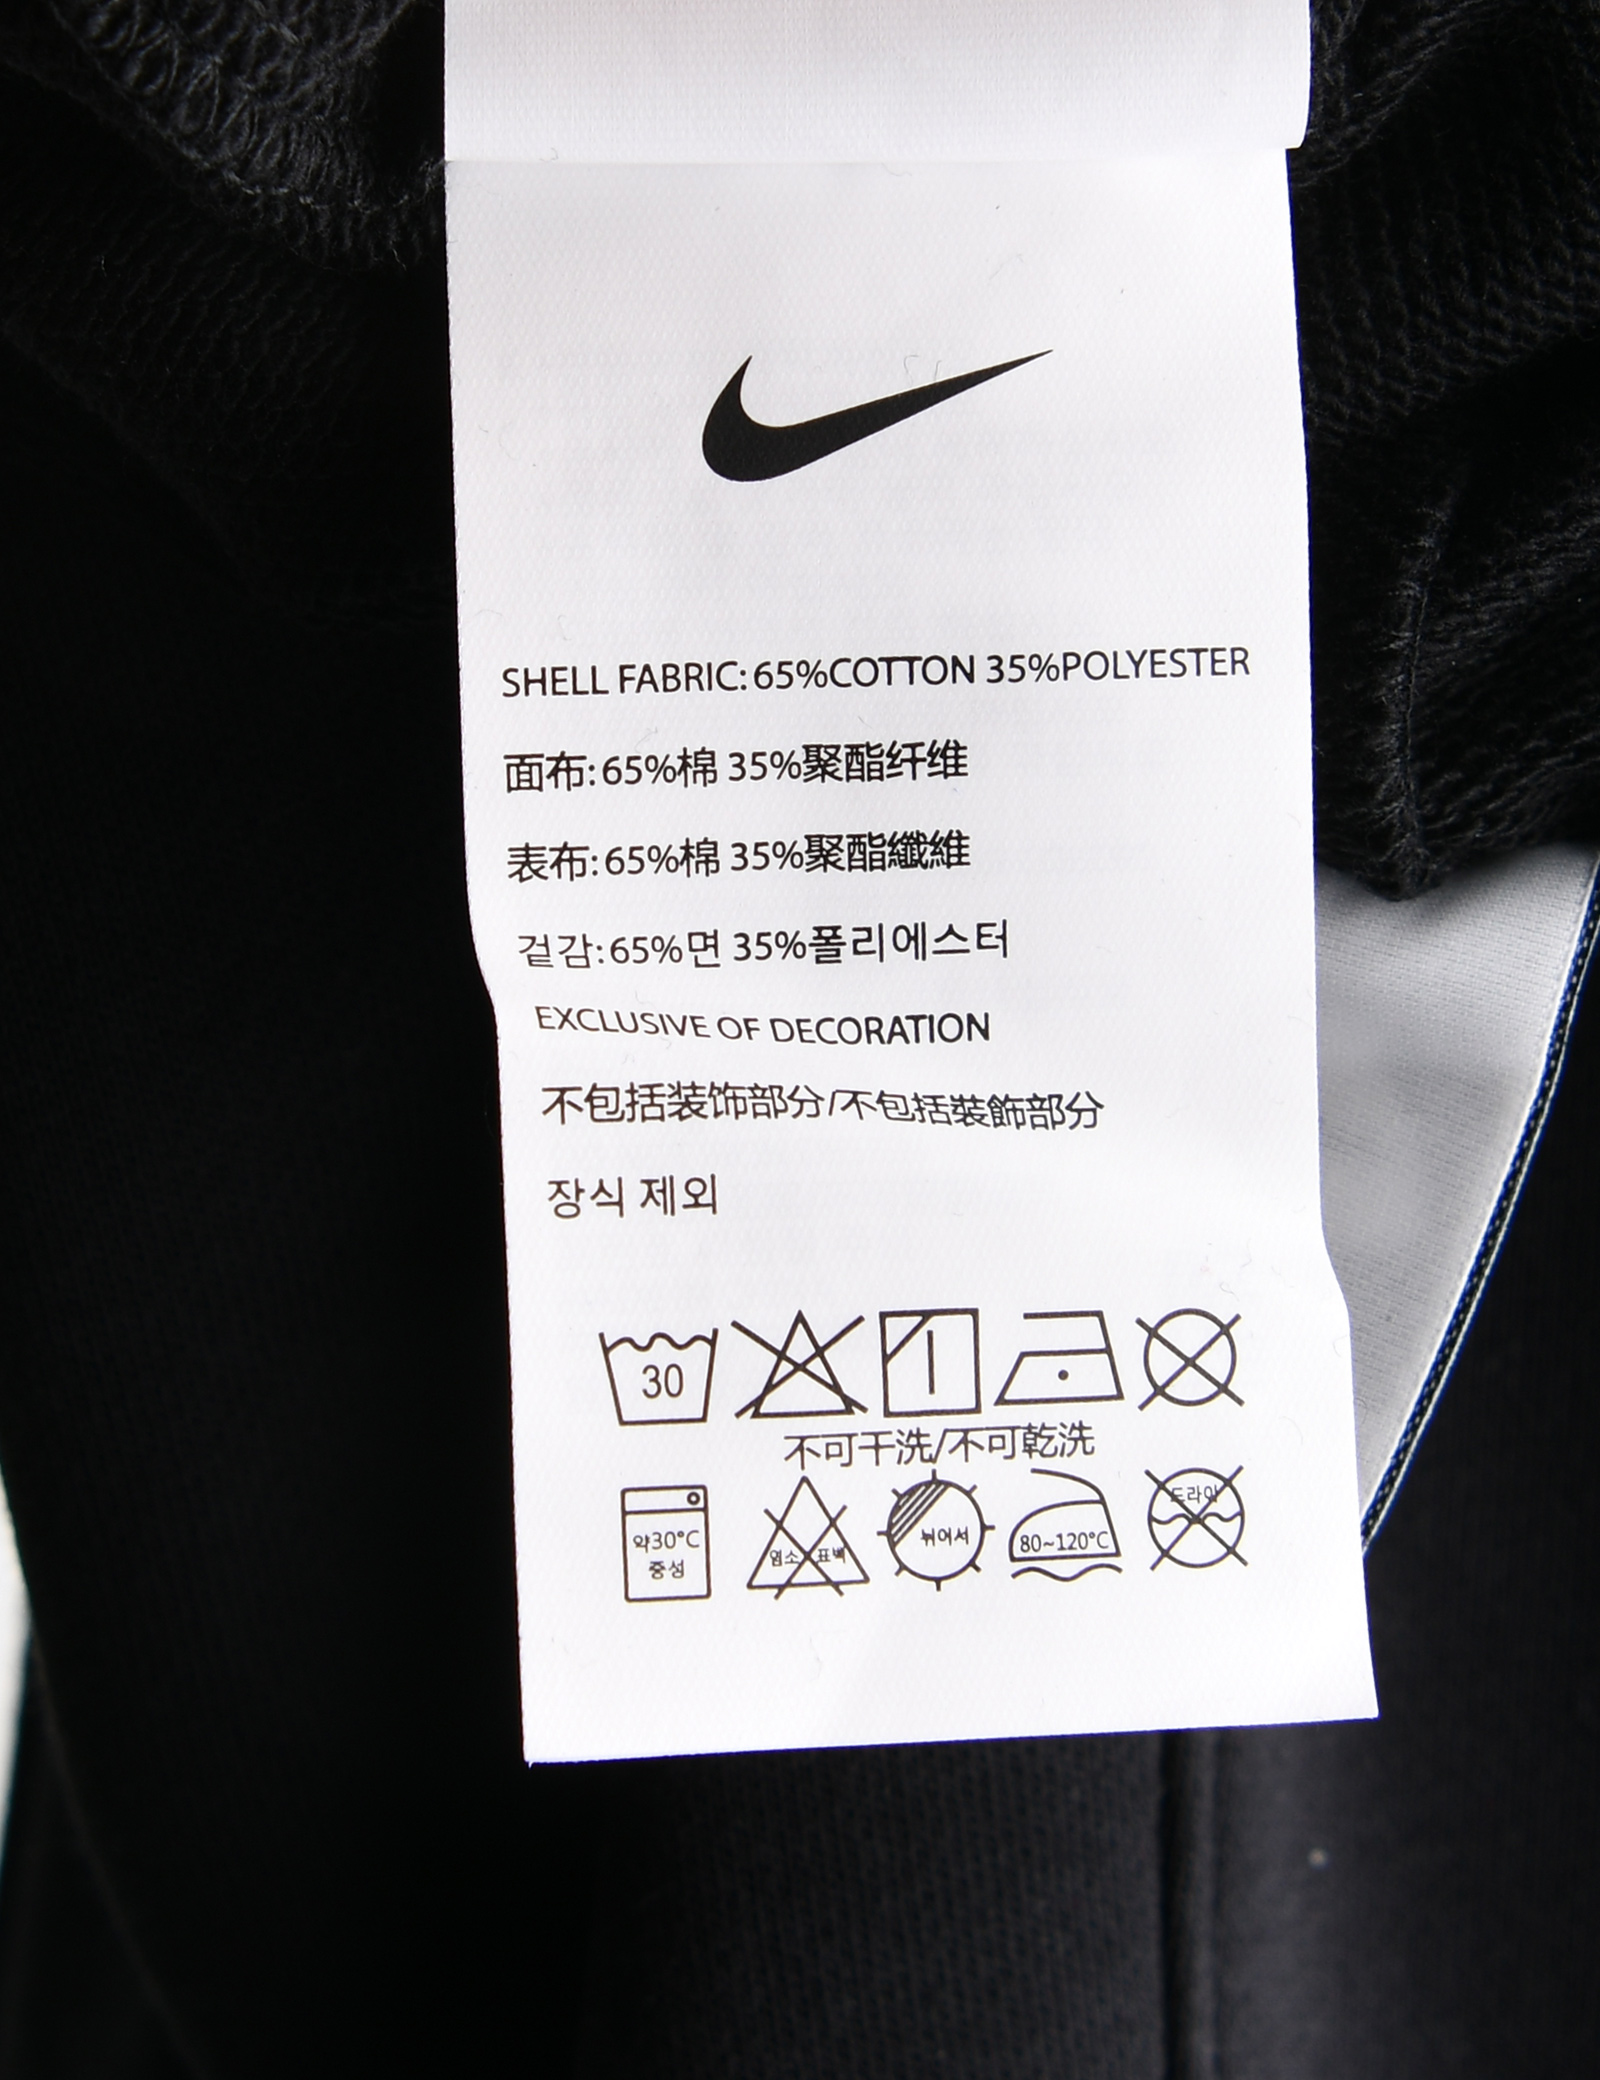 SHELL FABRIC: 65%COTTON 35%POLYESTER
面布: 65%棉 35%聚酯纤维
表布: 65%棉 35%聚酯纖維
겉감: 65%면 35%폴리에스터
EXCLUSIVE OF DECORATION
不包括装饰部分/不包括裝飾部分
장식 제외
30
不可干洗/不可乾洗
약30°C
중성
염소 표백
뉘어서
80~120°C
드라이